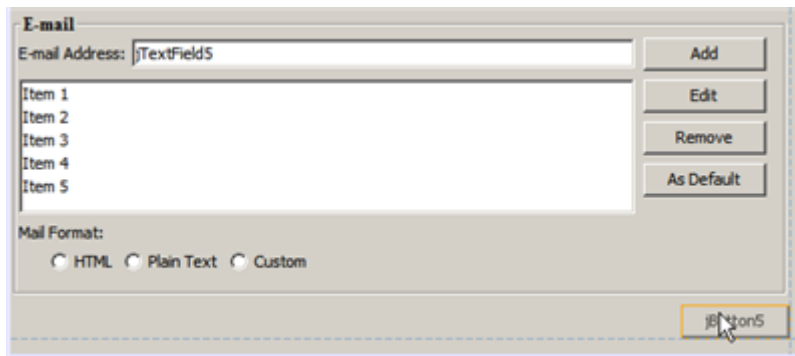 E-mail
E-mail Address: jTextField5 Add
Item 1 Edit
Item 2
Item 3 Remove
Item 4
Item 5 As Default
Mail Format:
HTML Plain Text Custom
jButton5